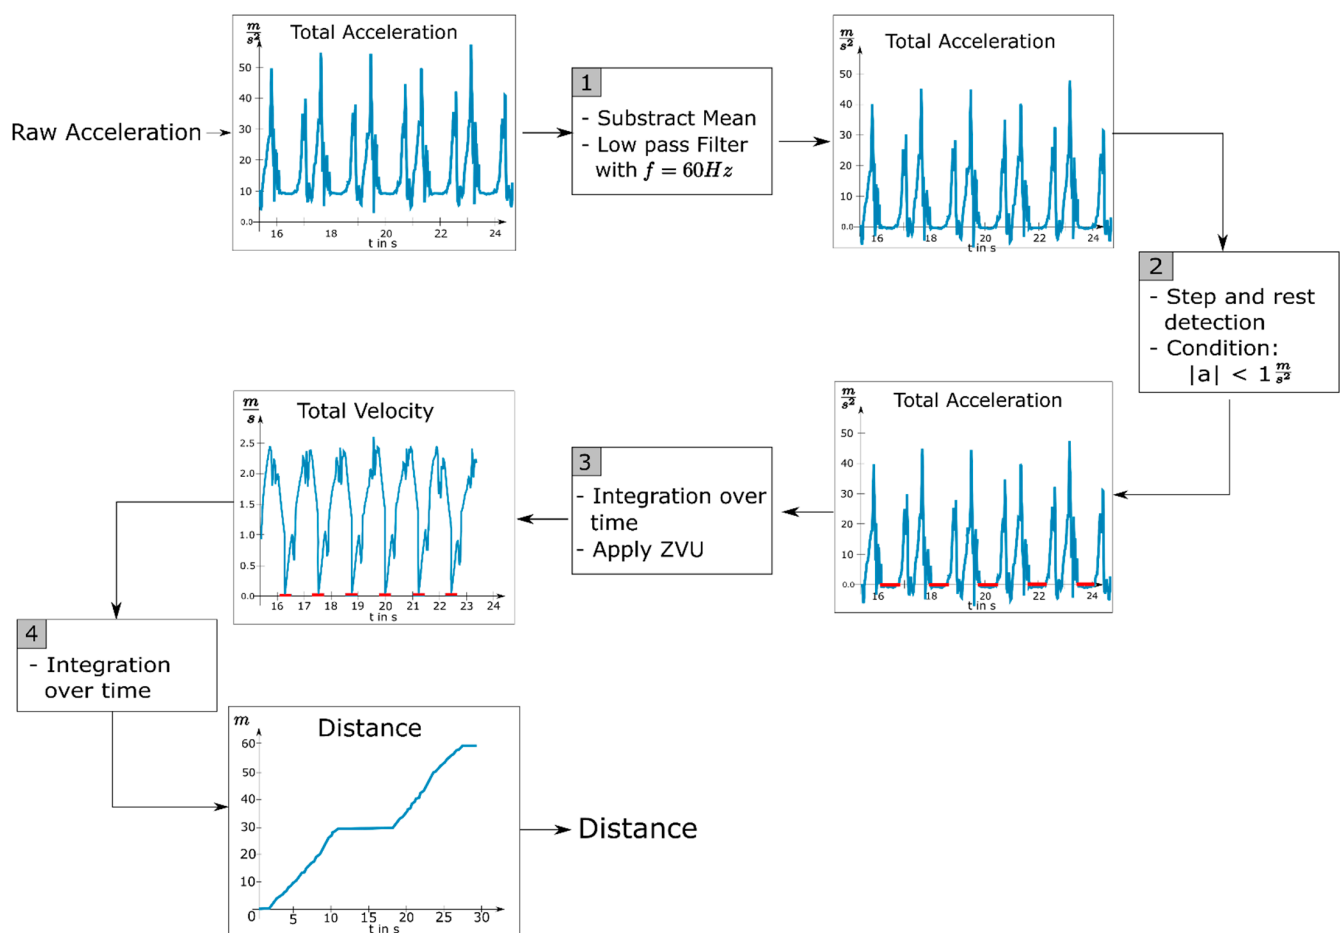 Raw Acceleration
m/s²
Total Acceleration
50
40
30
20
10
0.0
16
18
20
22
24
t in s
1
- Substract Mean
- Low pass Filter
with f = 60Hz
m/s²
Total Acceleration
50
40
30
20
10
0.0
16
18
20
22
24
t in s
2
- Step and rest
detection
- Condition:
|a| < 1 m/s²
m/s²
Total Acceleration
50
40
30
20
10
0.0
16
18
20
22
24
t in s
3
- Integration over
time
- Apply ZVU
m/s
Total Velocity
2.5
2.0
1.5
1.0
0.5
0.0
16
17
18
19
20
21
22
23
24
t in s
4
- Integration
over time
m
Distance
60
50
40
30
20
10
0
5
10
15
20
25
30
t in s
Distance